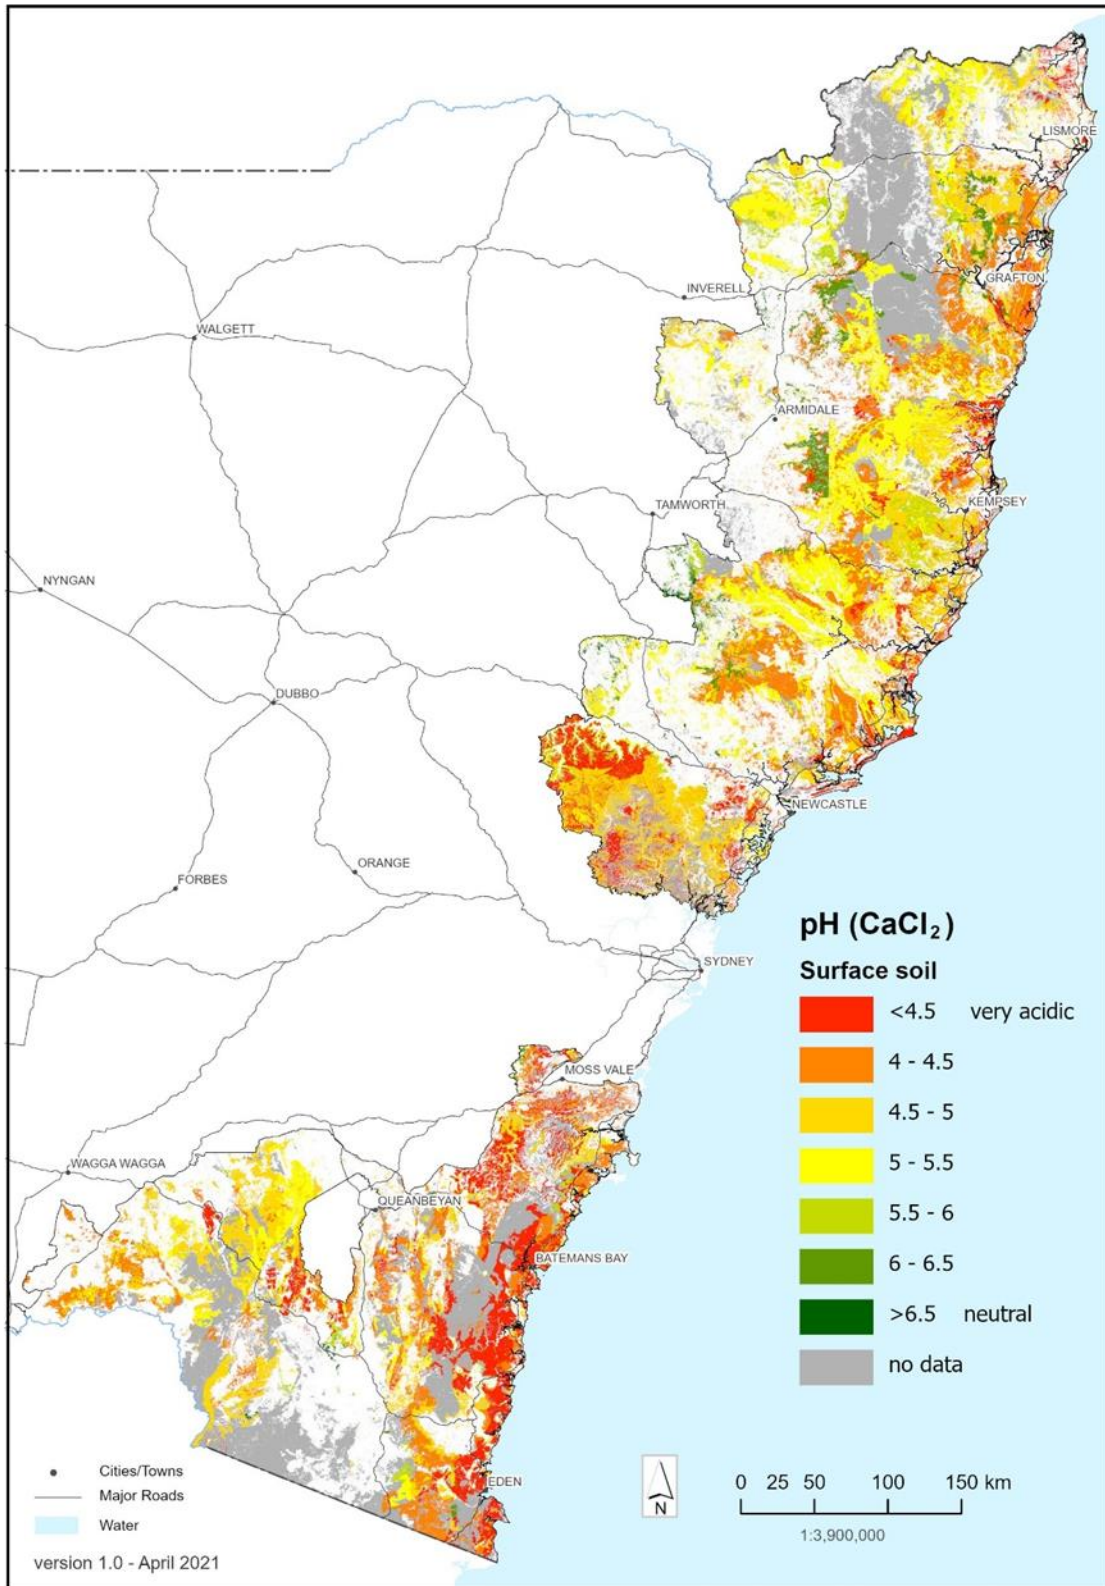 LISMORE
GRAFTON
INVERELL
WALGETT
ARMIDALE
KEMPSEY
TAMWORTH
NYNGAN
DUBBO
NEWCASTLE
ORANGE
FORBES
SYDNEY
MOSS VALE
WAGGA WAGGA
QUEANBEYAN
BATEMANS BAY
EDEN
pH (CaCl₂)
Surface soil
<4.5 very acidic
4 - 4.5
4.5 - 5
5 - 5.5
5.5 - 6
6 - 6.5
>6.5 neutral
no data
Cities/Towns
Major Roads
Water
version 1.0 - April 2021
N
0 25 50 100 150 km
1:3,900,000